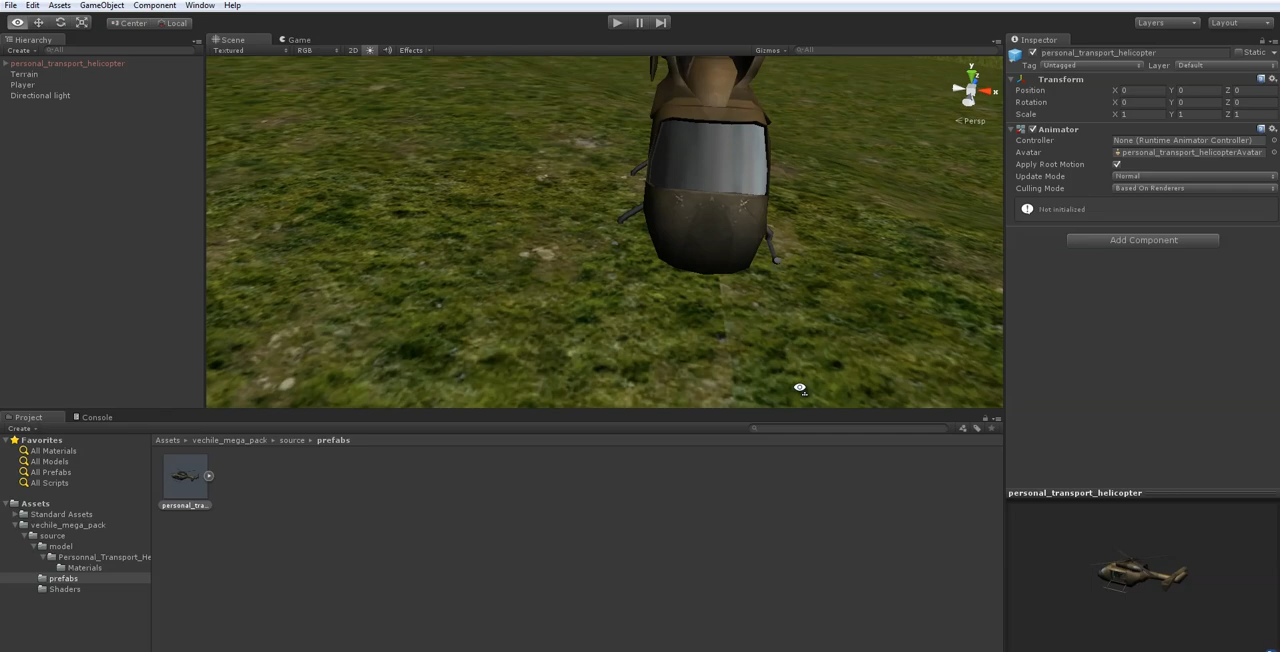 File Edit Assets GameObject Component Window Help
Center Local Layers Layout
Hierarchy
Create All
personal_transport_helicopter
Terrain
Player
Directional light
Scene Game
Textured RGB 2D Effects Gizmos All
y
z
x
Persp
Inspector
personal_transport_helicopter Static
Tag Untagged Layer Default
Transform
Position X 0 Y 0 Z 0
Rotation X 0 Y 0 Z 0
Scale X 1 Y 1 Z 1
Animator
Controller None (Runtime Animator Controller)
Avatar personal_transport_helicopterAvatar
Apply Root Motion
Update Mode Normal
Culling Mode Based On Renderers
Not initialized
Add Component
Project Console
Create
Favorites
All Materials
All Models
All Prefabs
All Scripts
Assets
Standard Assets
vechile_mega_pack
source
model
Personnal_Transport_He
Materials
prefabs
Shaders
Assets vechile_mega_pack source prefabs
personal_tra...
personal_transport_helicopter